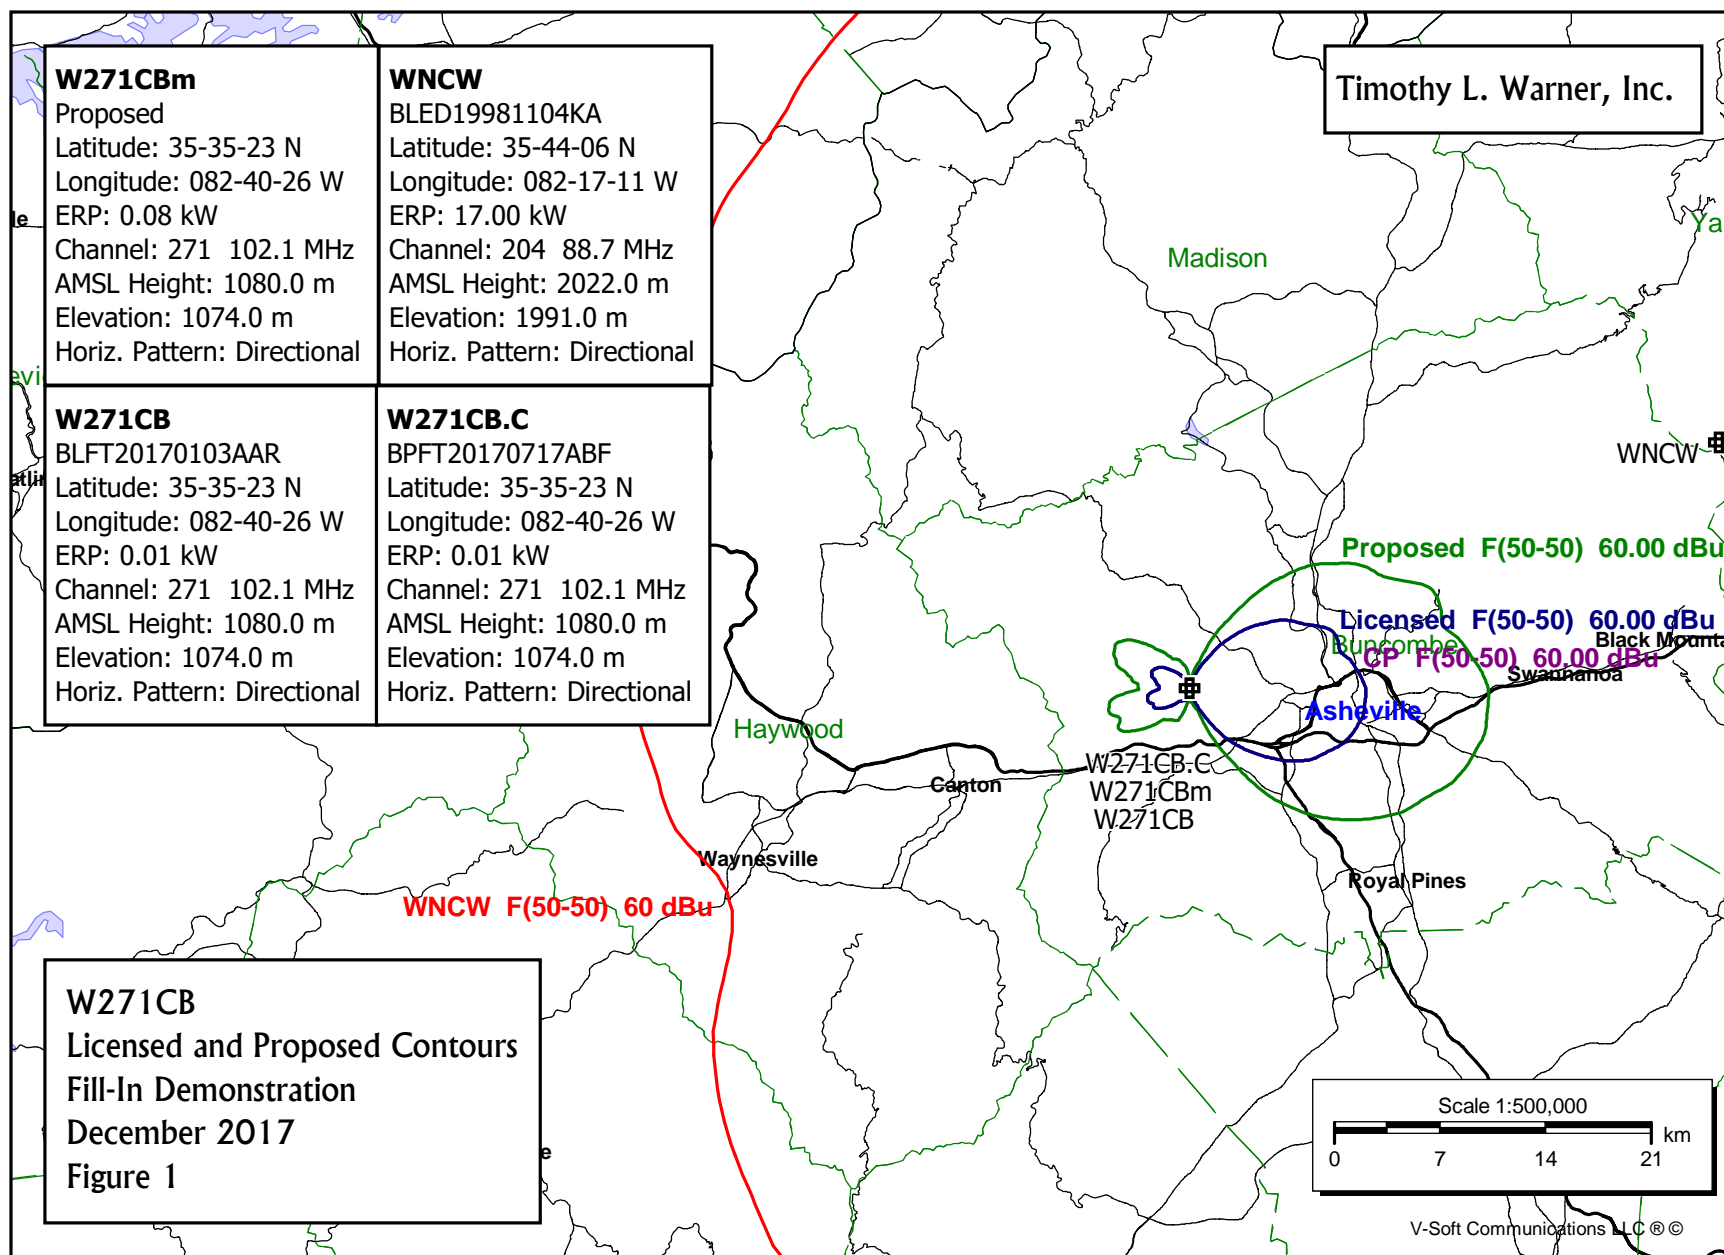 W271CBm
Proposed
Latitude: 35-35-23 N
Longitude: 082-40-26 W
ERP: 0.08 kW
Channel: 271  102.1 MHz
AMSL Height: 1080.0 m
Elevation: 1074.0 m
Horiz. Pattern: Directional
WNCW
BLED19981104KA
Latitude: 35-44-06 N
Longitude: 082-17-11 W
ERP: 17.00 kW
Channel: 204  88.7 MHz
AMSL Height: 2022.0 m
Elevation: 1991.0 m
Horiz. Pattern: Directional
W271CB
BLFT20170103AAR
Latitude: 35-35-23 N
Longitude: 082-40-26 W
ERP: 0.01 kW
Channel: 271  102.1 MHz
AMSL Height: 1080.0 m
Elevation: 1074.0 m
Horiz. Pattern: Directional
W271CB.C
BPFT20170717ABF
Latitude: 35-35-23 N
Longitude: 082-40-26 W
ERP: 0.01 kW
Channel: 271  102.1 MHz
AMSL Height: 1080.0 m
Elevation: 1074.0 m
Horiz. Pattern: Directional
Timothy L. Warner, Inc.
Ya
Madison
WNCW
Proposed  F(50-50)  60.00 dBu
Licensed  F(50-50)  60.00 dBu
Black Mounta
Buncombe
CP  F(50-50)  60.00 dBu
Swannanoa
Asheville
Haywood
W271CB.C
Canton
W271CBm
W271CB
Waynesville
Royal Pines
WNCW  F(50-50)  60 dBu
W271CB
Licensed and Proposed Contours
Fill-In Demonstration
December 2017
Figure 1
e
Scale 1:500,000
km
0 7 14 21
V-Soft Communications LLC ® ©